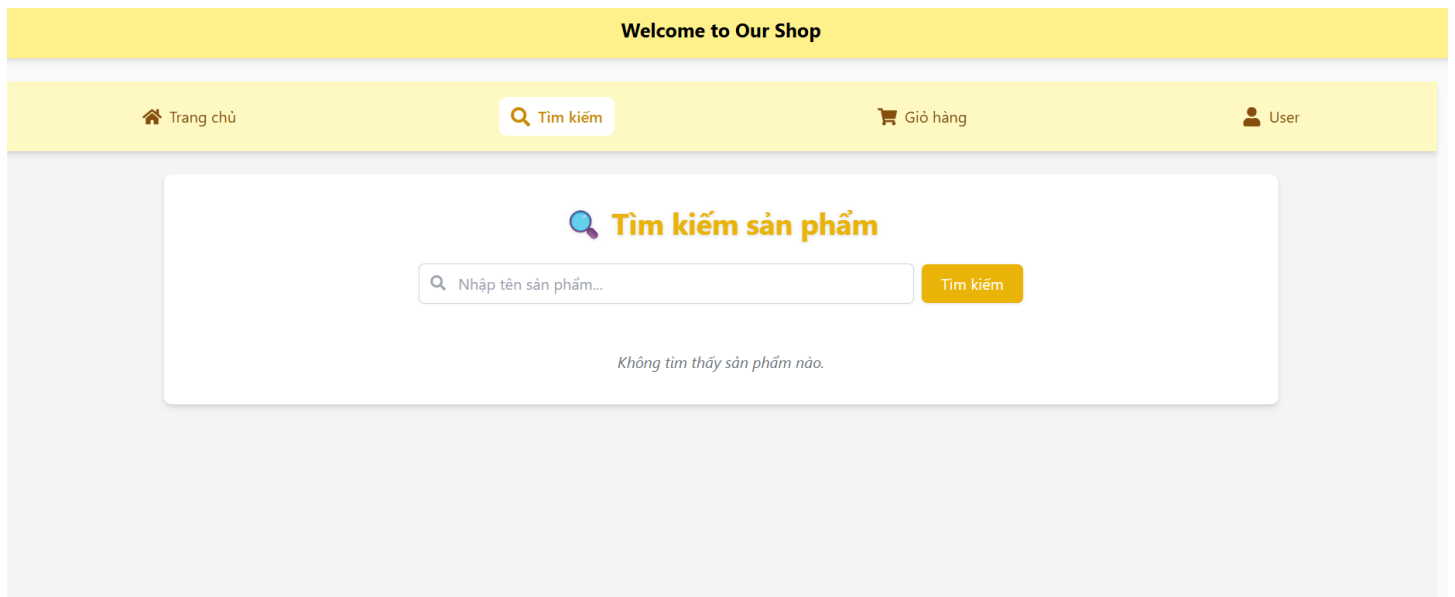 Welcome to Our Shop
Trang chủ
Tìm kiếm
Giỏ hàng
User
Tìm kiếm sản phẩm
Nhập tên sản phẩm...
Tìm kiếm
Không tìm thấy sản phẩm nào.